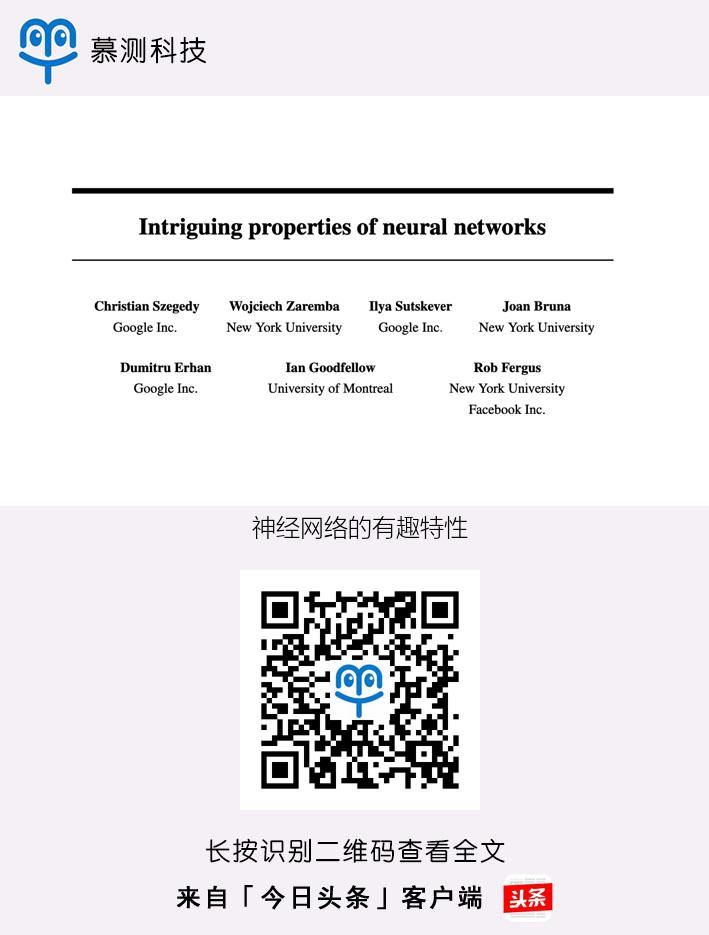 慕测科技
Intriguing properties of neural networks
Christian Szegedy Wojciech Zaremba Ilya Sutskever Joan Bruna
Google Inc. New York University Google Inc. New York University
Dumitru Erhan Ian Goodfellow Rob Fergus
Google Inc. University of Montreal New York University
Facebook Inc.
神经网络的有趣特性
长按识别二维码查看全文
来自「今日头条」客户端 头条